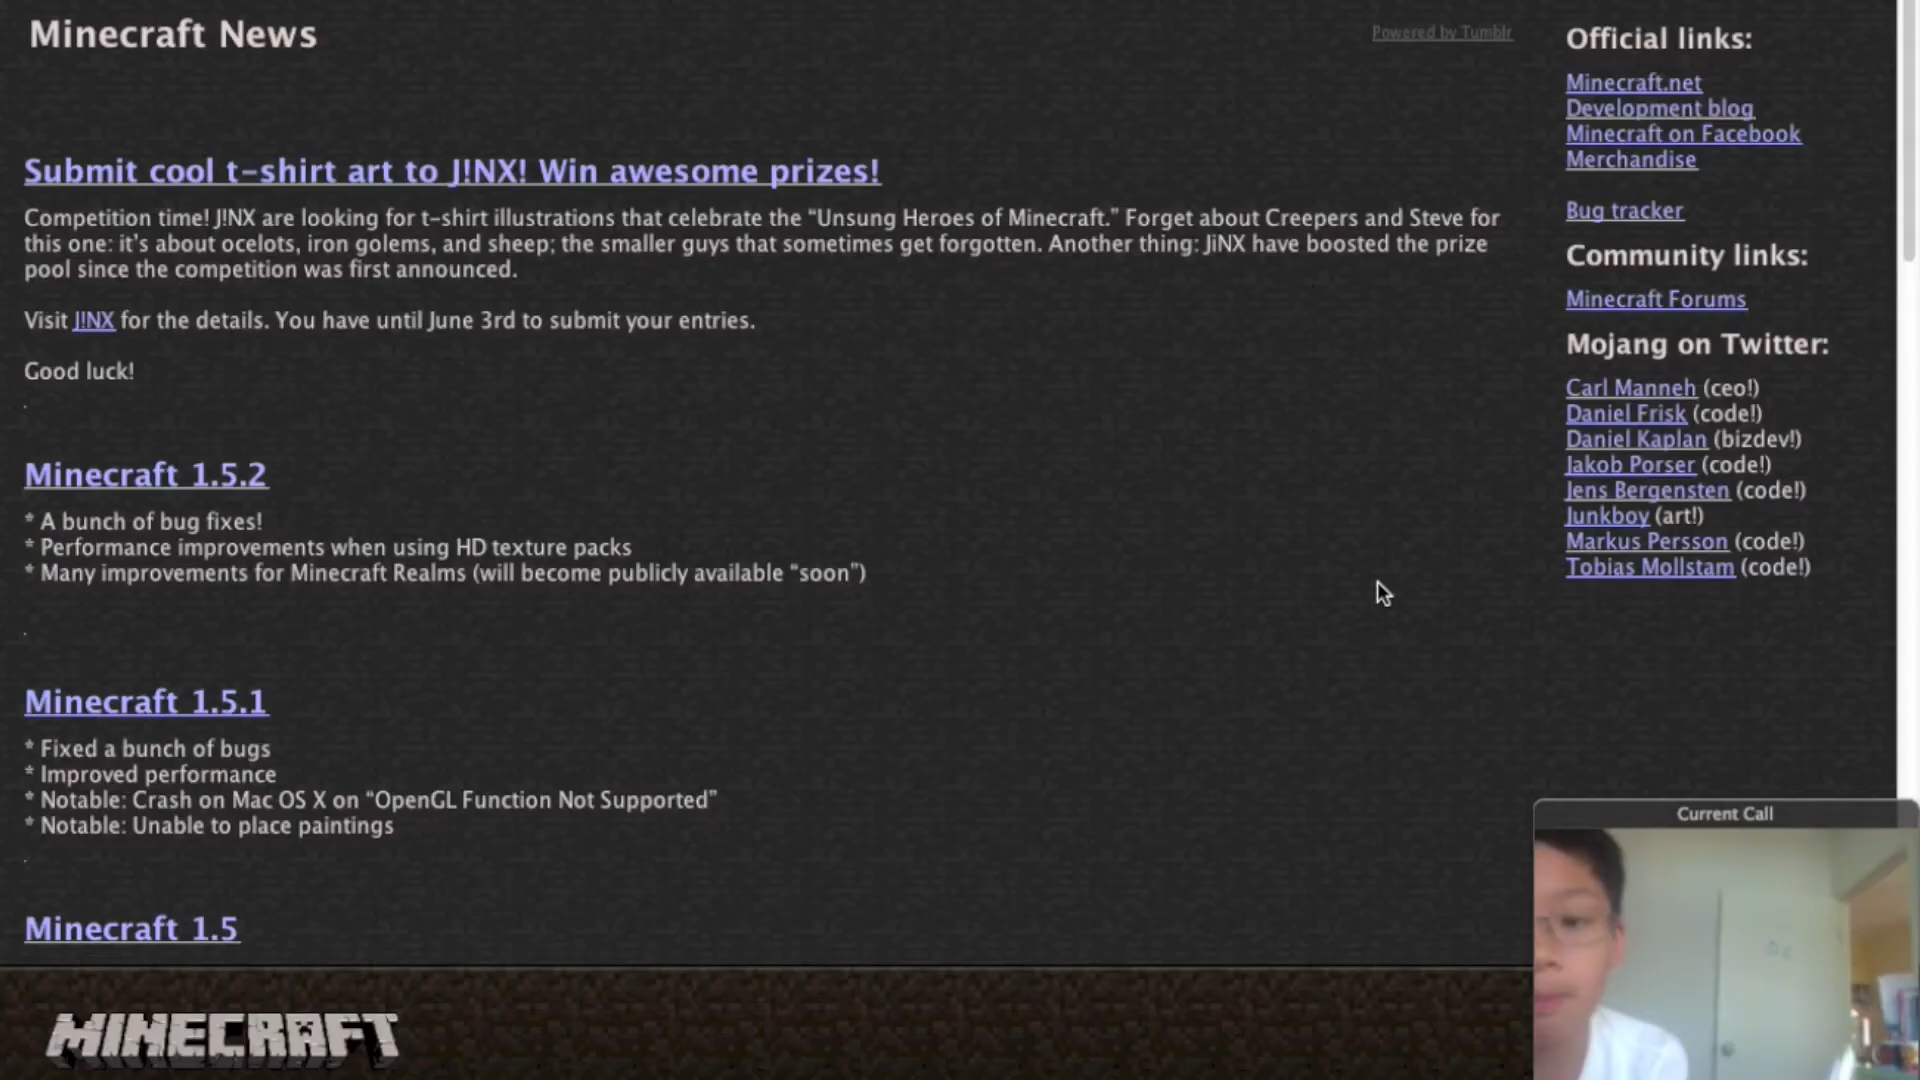 Minecraft News
Powered by Tumblr
Submit cool t-shirt art to J!NX! Win awesome prizes!
Competition time! J!NX are looking for t-shirt illustrations that celebrate the “Unsung Heroes of Minecraft.” Forget about Creepers and Steve for
this one: it’s about ocelots, iron golems, and sheep; the smaller guys that sometimes get forgotten. Another thing: JiNX have boosted the prize
pool since the competition was first announced.
Visit J!NX for the details. You have until June 3rd to submit your entries.
Good luck!
.
Minecraft 1.5.2
* A bunch of bug fixes!
* Performance improvements when using HD texture packs
* Many improvements for Minecraft Realms (will become publicly available “soon”)
.
Minecraft 1.5.1
* Fixed a bunch of bugs
* Improved performance
* Notable: Crash on Mac OS X on “OpenGL Function Not Supported”
* Notable: Unable to place paintings
.
Minecraft 1.5
MINECRAFT
Official links:
Minecraft.net
Development blog
Minecraft on Facebook
Merchandise
Bug tracker
Community links:
Minecraft Forums
Mojang on Twitter:
Carl Manneh (ceo!)
Daniel Frisk (code!)
Daniel Kaplan (bizdev!)
Jakob Porser (code!)
Jens Bergensten (code!)
Junkboy (art!)
Markus Persson (code!)
Tobias Mollstam (code!)
Current Call